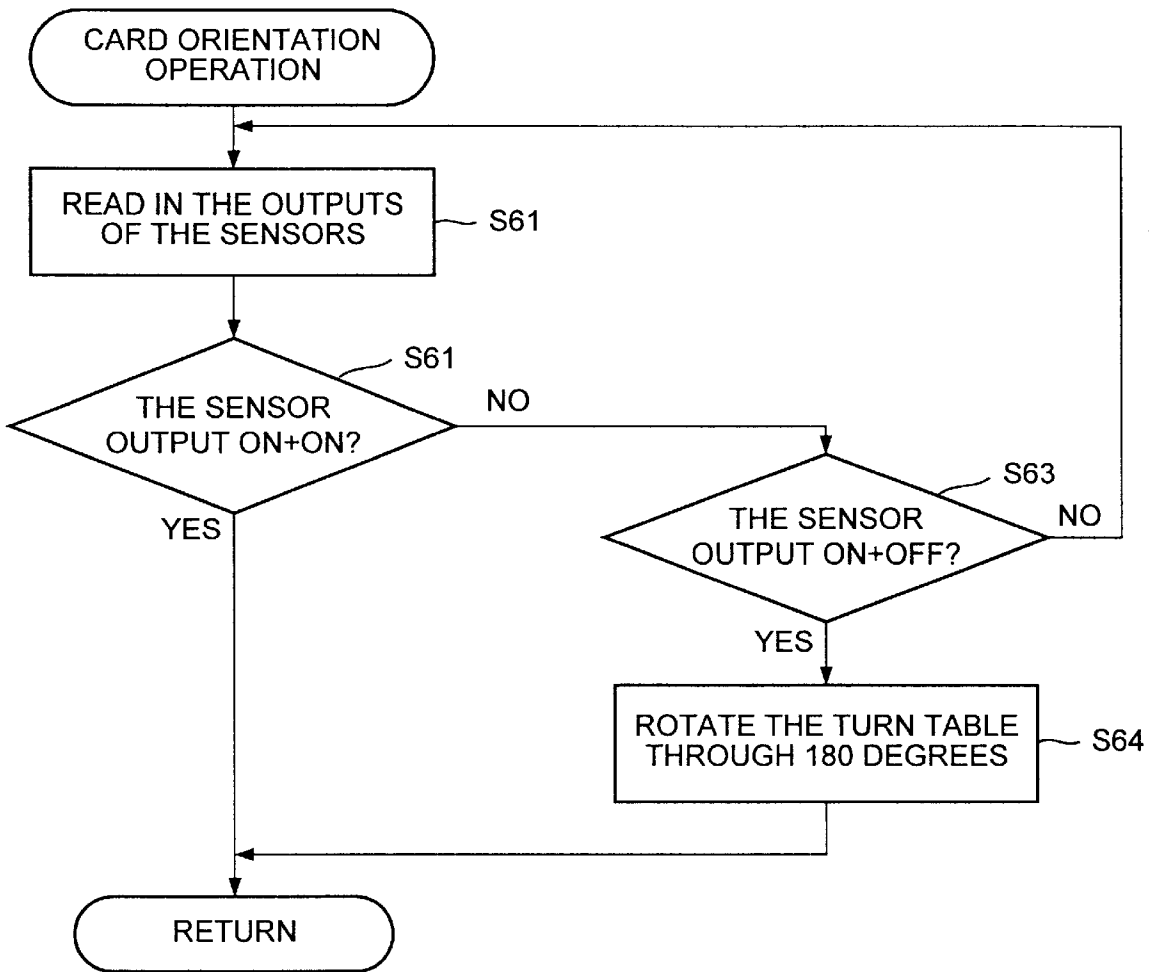 CARD ORIENTATION
OPERATION
READ IN THE OUTPUTS
OF THE SENSORS
S61
S61
THE SENSOR
OUTPUT ON+ON?
NO
YES
S63
THE SENSOR
OUTPUT ON+OFF?
NO
YES
ROTATE THE TURN TABLE
THROUGH 180 DEGREES
S64
RETURN